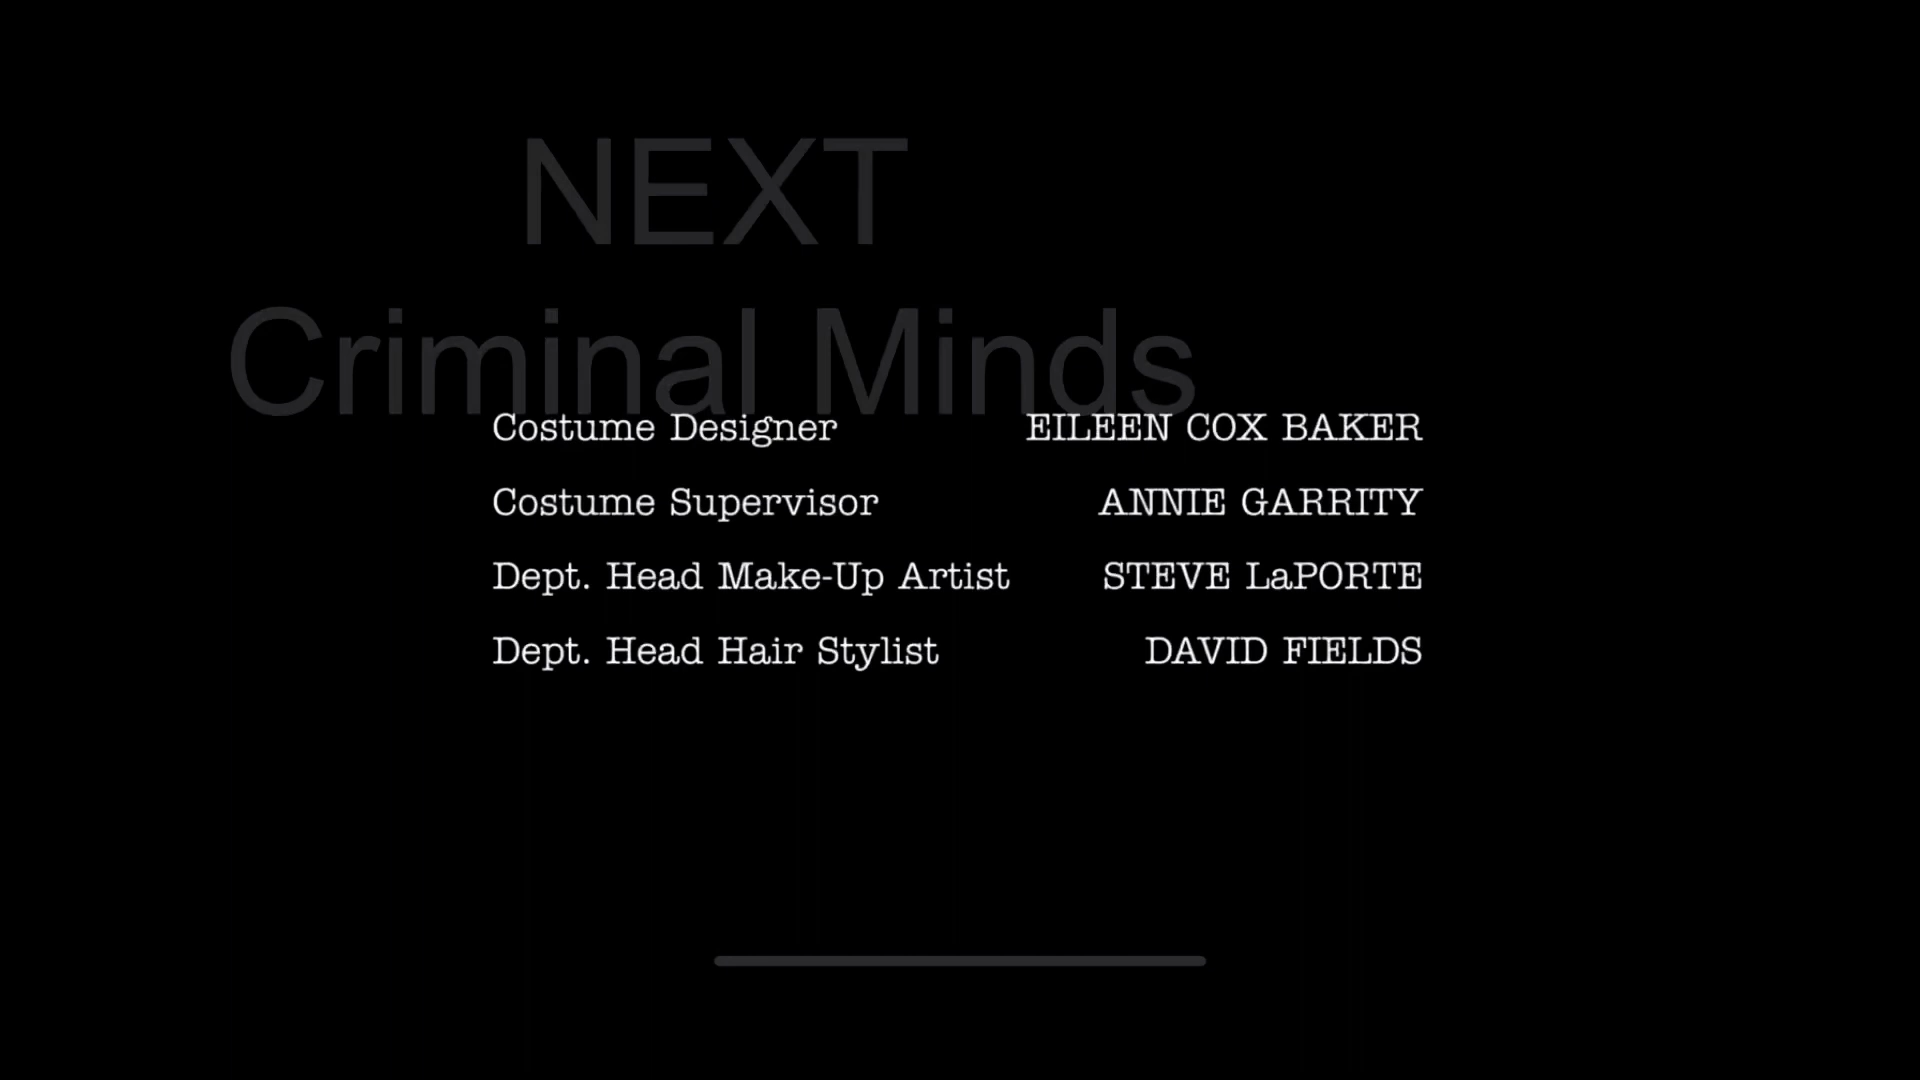 NEXT
Criminal Minds
Costume Designer EILEEN COX BAKER
Costume Supervisor ANNIE GARRITY
Dept. Head Make-Up Artist STEVE LaPORTE
Dept. Head Hair Stylist DAVID FIELDS